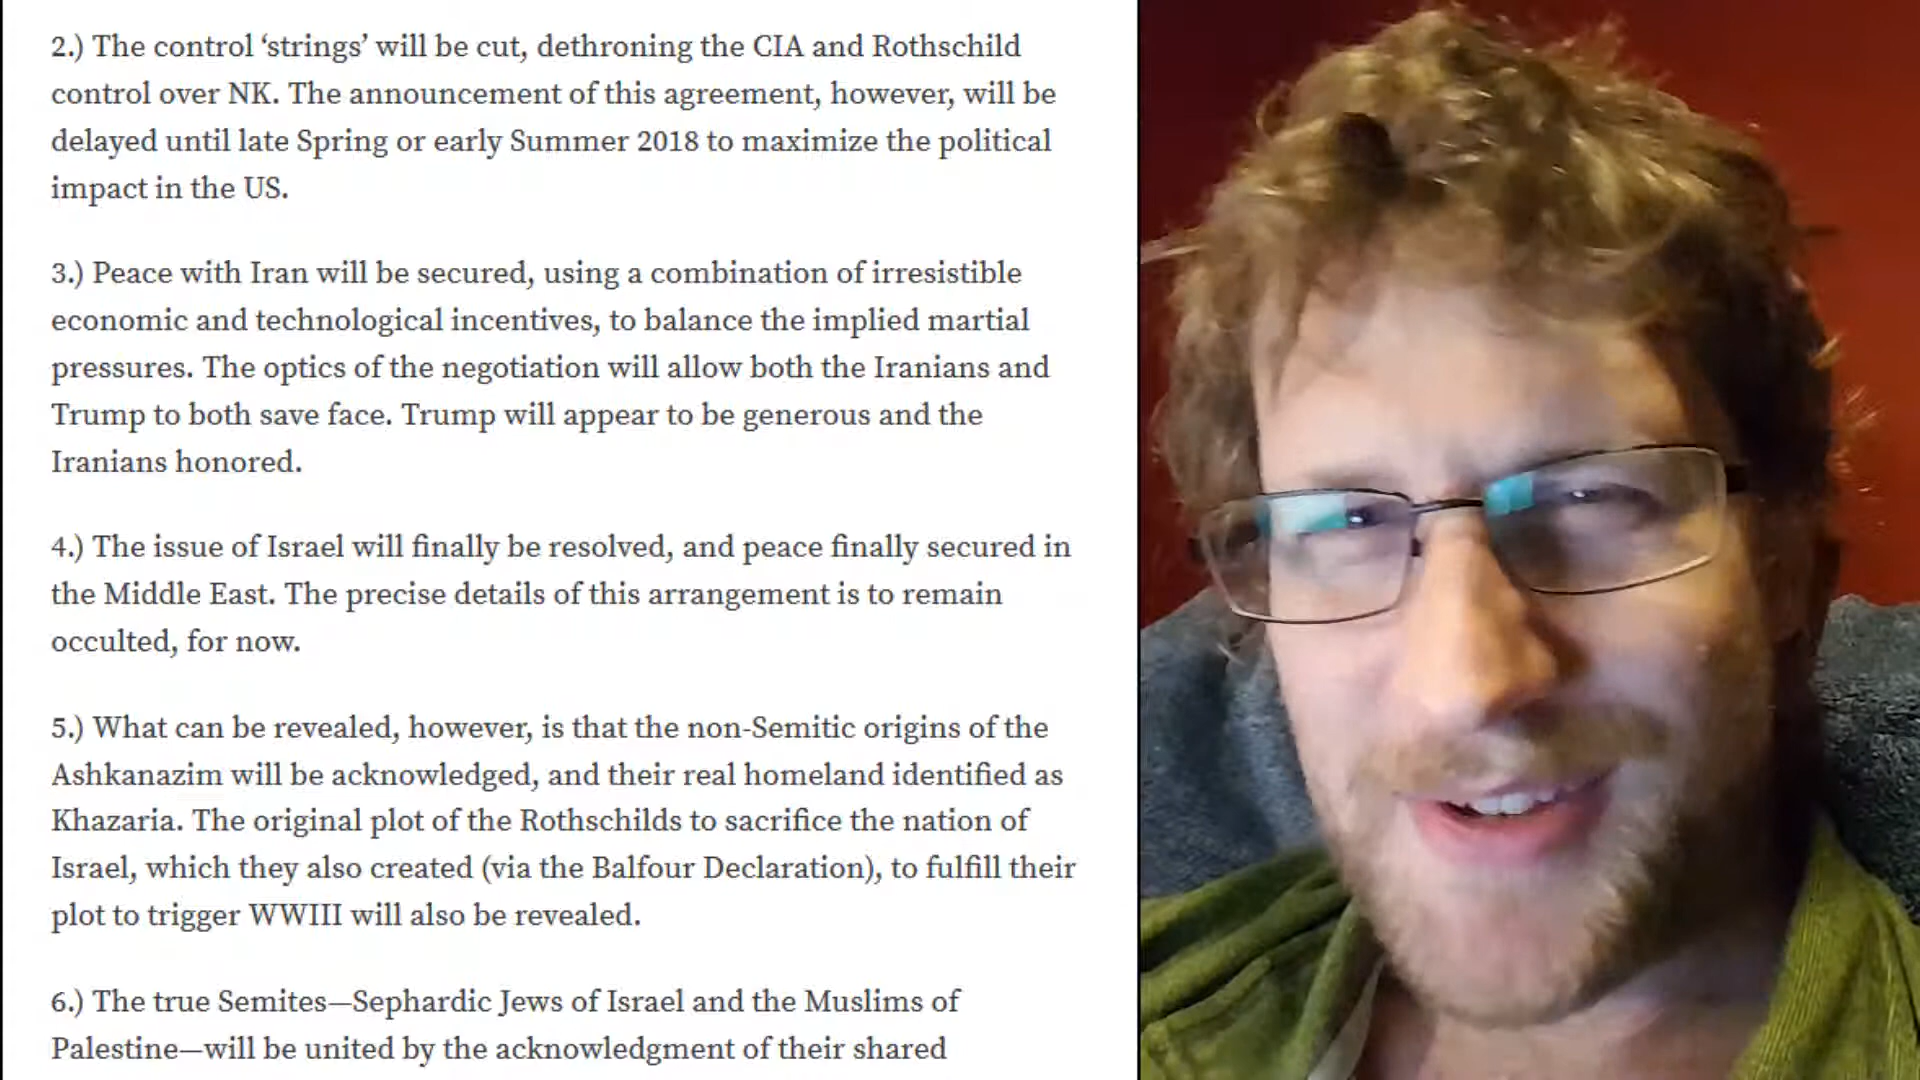 2.) The control ‘strings’ will be cut, dethroning the CIA and Rothschild
control over NK. The announcement of this agreement, however, will be
delayed until late Spring or early Summer 2018 to maximize the political
impact in the US.
3.) Peace with Iran will be secured, using a combination of irresistible
economic and technological incentives, to balance the implied martial
pressures. The optics of the negotiation will allow both the Iranians and
Trump to both save face. Trump will appear to be generous and the
Iranians honored.
4.) The issue of Israel will finally be resolved, and peace finally secured in
the Middle East. The precise details of this arrangement is to remain
occulted, for now.
5.) What can be revealed, however, is that the non-Semitic origins of the
Ashkanazim will be acknowledged, and their real homeland identified as
Khazaria. The original plot of the Rothschilds to sacrifice the nation of
Israel, which they also created (via the Balfour Declaration), to fulfill their
plot to trigger WWIII will also be revealed.
6.) The true Semites—Sephardic Jews of Israel and the Muslims of
Palestine—will be united by the acknowledgment of their shared